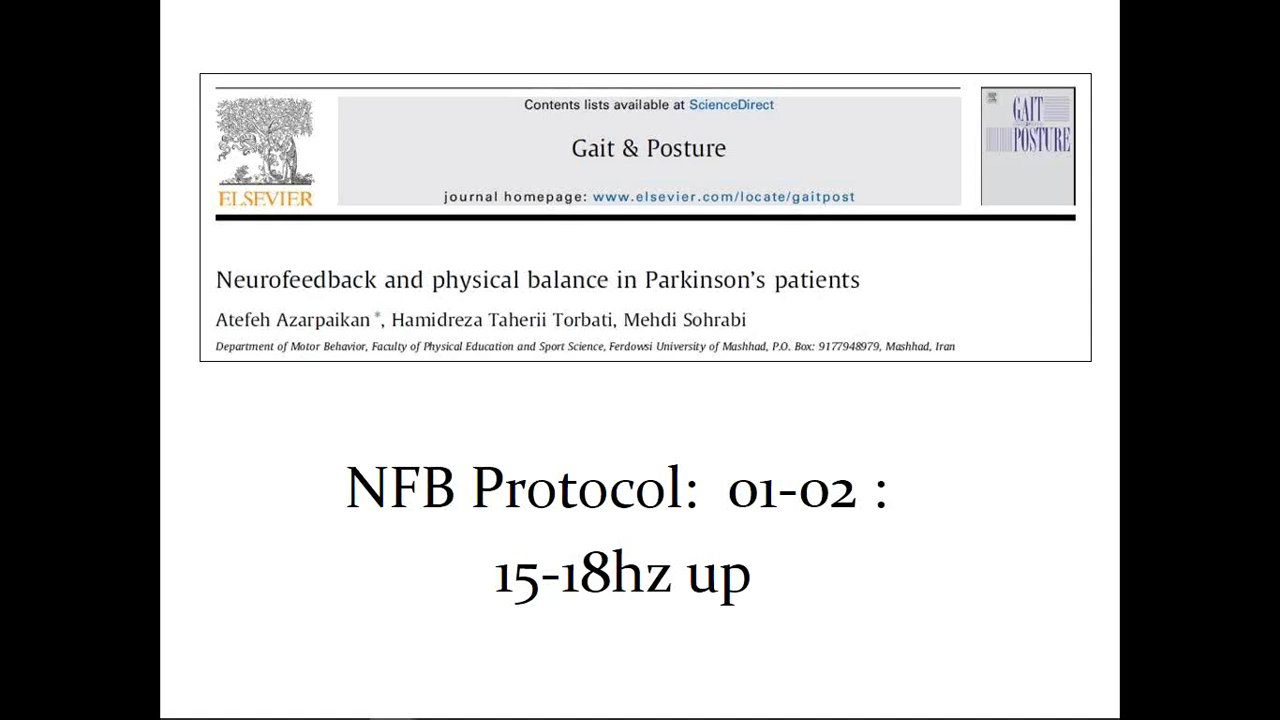 Contents lists available at ScienceDirect
Gait & Posture
journal homepage: www.elsevier.com/locate/gaitpost
ELSEVIER
GAIT
POSTURE
Neurofeedback and physical balance in Parkinson's patients
Atefeh Azarpaikan *, Hamidreza Taherii Torbati, Mehdi Sohrabi
Department of Motor Behavior, Faculty of Physical Education and Sport Science, Ferdowsi University of Mashhad, P.O. Box: 9177948979, Mashhad, Iran
NFB Protocol: 01-02 :
15-18hz up